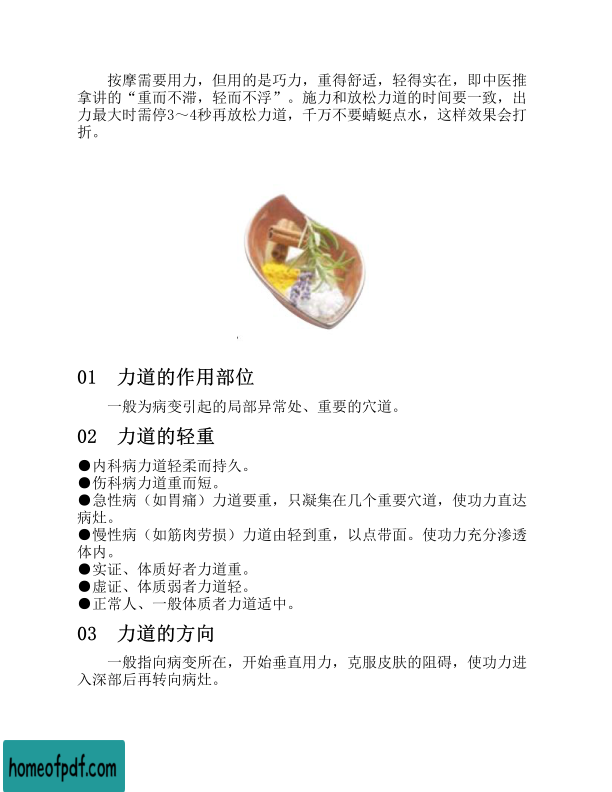 按摩需要用力，但用的是巧力，重得舒适，轻得实在，即中医推
拿讲的“重而不滞，轻而不浮”。施力和放松力道的时间要一致，出
力最大时需停3～4秒再放松力道，千万不要蜻蜓点水，这样效果会打
折。
01 力道的作用部位
一般为病变引起的局部异常处、重要的穴道。
02 力道的轻重
●内科病力道轻柔而持久。
●伤科病力道重而短。
●急性病（如胃痛）力道要重，只凝集在几个重要穴道，使功力直达
病灶。
●慢性病（如筋肉劳损）力道由轻到重，以点带面。使功力充分渗透
体内。
●实证、体质好者力道重。
●虚证、体质弱者力道轻。
●正常人、一般体质者力道适中。
03 力道的方向
一般指向病变所在，开始垂直用力，克服皮肤的阻碍，使功力进
入深部后再转向病灶。
homeofpdf.com